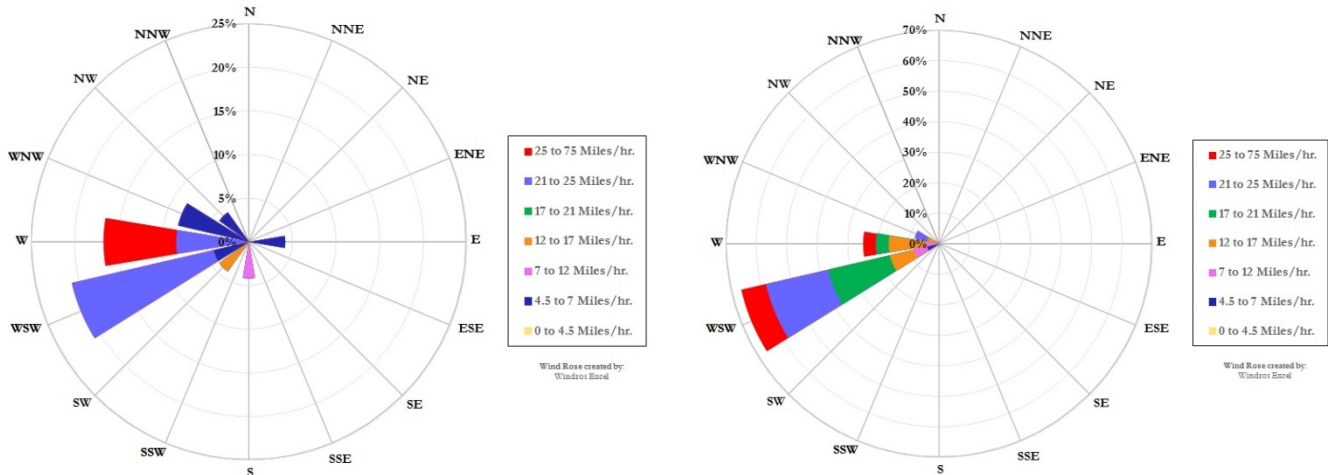 N
NNE
NE
ENE
E
ESE
SE
SSE
S
SSW
SW
WSW
W
WNW
NW
NNW
25%
20%
15%
10%
5%
0%
25 to 75 Miles/hr.
21 to 25 Miles/hr.
17 to 21 Miles/hr.
12 to 17 Miles/hr.
7 to 12 Miles/hr.
4.5 to 7 Miles/hr.
0 to 4.5 Miles/hr.
Wind Rose created by:
Windros Excel
N
NNE
NE
ENE
E
ESE
SE
SSE
S
SSW
SW
WSW
W
WNW
NW
NNW
70%
60%
50%
40%
30%
20%
10%
0%
25 to 75 Miles/hr.
21 to 25 Miles/hr.
17 to 21 Miles/hr.
12 to 17 Miles/hr.
7 to 12 Miles/hr.
4.5 to 7 Miles/hr.
0 to 4.5 Miles/hr.
Wind Rose created by:
Windros Excel